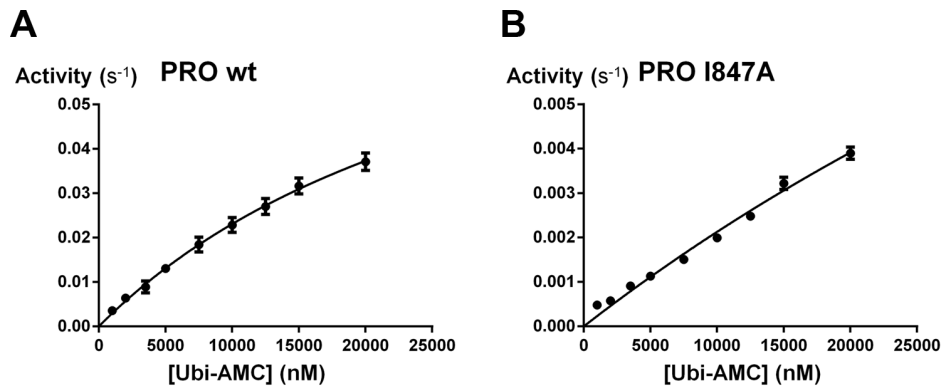 A
Activity (s⁻¹) PRO wt
0.05
0.04
0.03
0.02
0.01
0.00
0 5000 10000 15000 20000 25000
[Ubi-AMC] (nM)
B
Activity (s⁻¹) PRO I847A
0.005
0.004
0.003
0.002
0.001
0.000
0 5000 10000 15000 20000 25000
[Ubi-AMC] (nM)